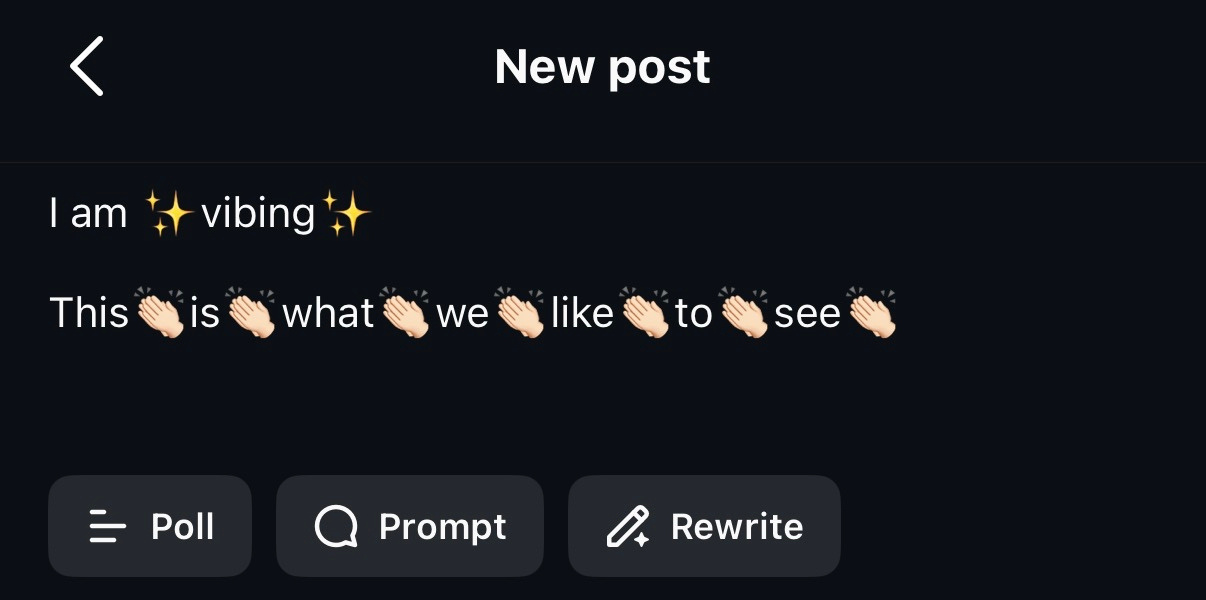 New post
I am ✨vibing✨
This👏🏻is👏🏻what👏🏻we👏🏻like👏🏻to👏🏻see👏🏻
Poll Prompt Rewrite